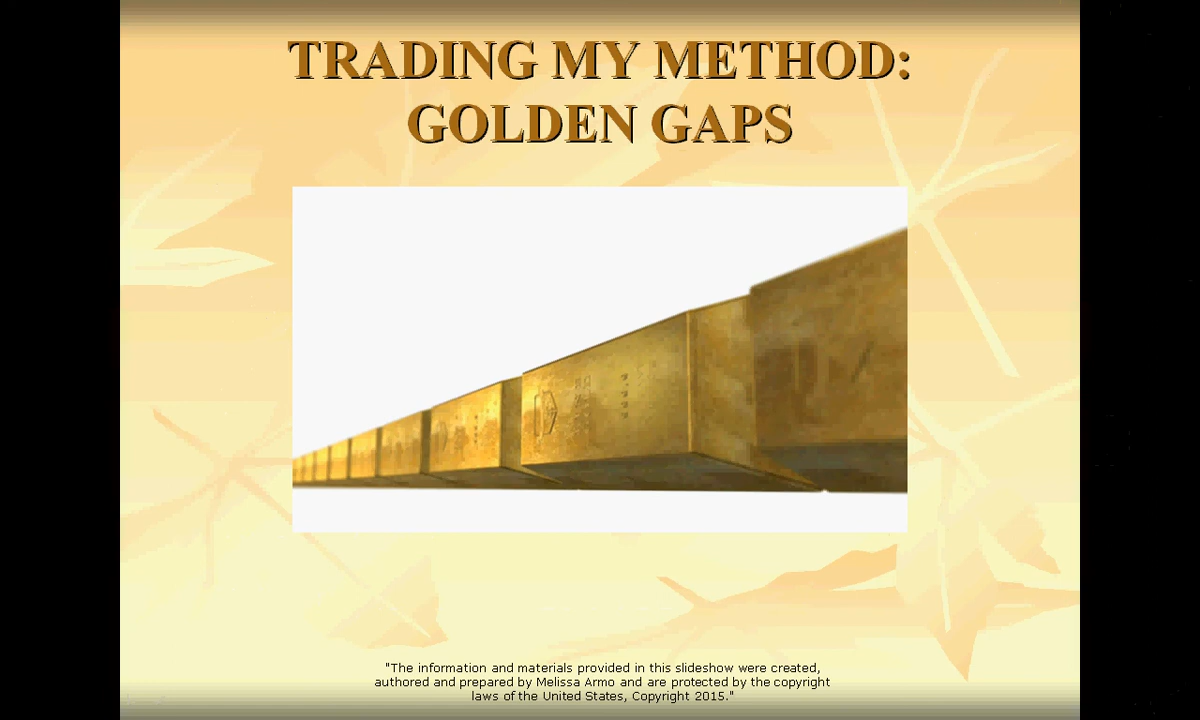 TRADING MY METHOD:
GOLDEN GAPS
"The information and materials provided in this slideshow were created,
authored and prepared by Melissa Armo and are protected by the copyright
laws of the United States, Copyright 2015."